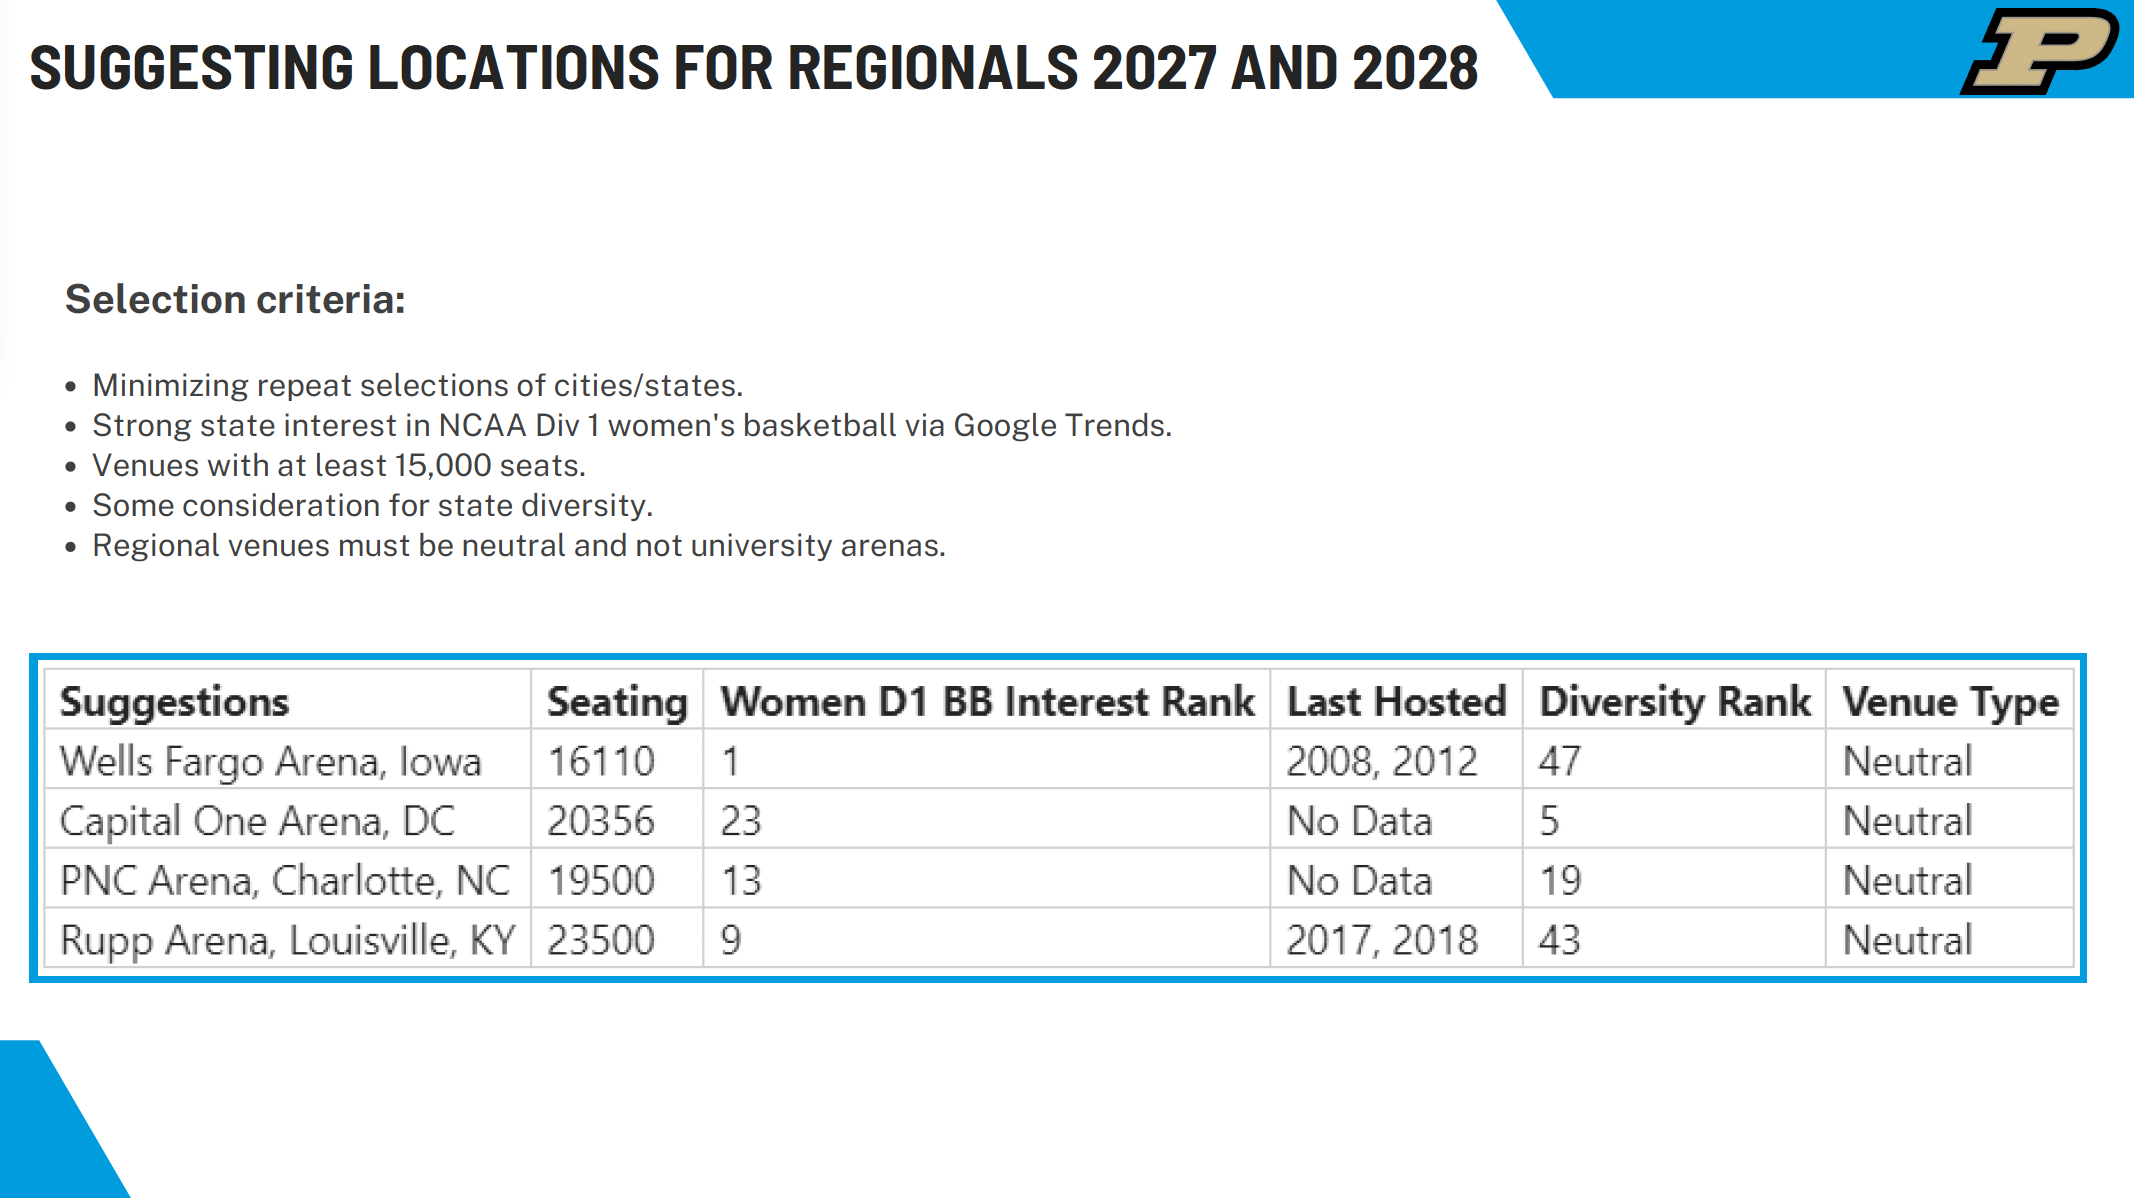 SUGGESTING LOCATIONS FOR REGIONALS 2027 AND 2028
P
Selection criteria:
• Minimizing repeat selections of cities/states.
• Strong state interest in NCAA Div 1 women's basketball via Google Trends.
• Venues with at least 15,000 seats.
• Some consideration for state diversity.
• Regional venues must be neutral and not university arenas.
Suggestions Seating Women D1 BB Interest Rank Last Hosted Diversity Rank Venue Type
Wells Fargo Arena, Iowa 16110 1 2008, 2012 47 Neutral
Capital One Arena, DC 20356 23 No Data 5 Neutral
PNC Arena, Charlotte, NC 19500 13 No Data 19 Neutral
Rupp Arena, Louisville, KY 23500 9 2017, 2018 43 Neutral